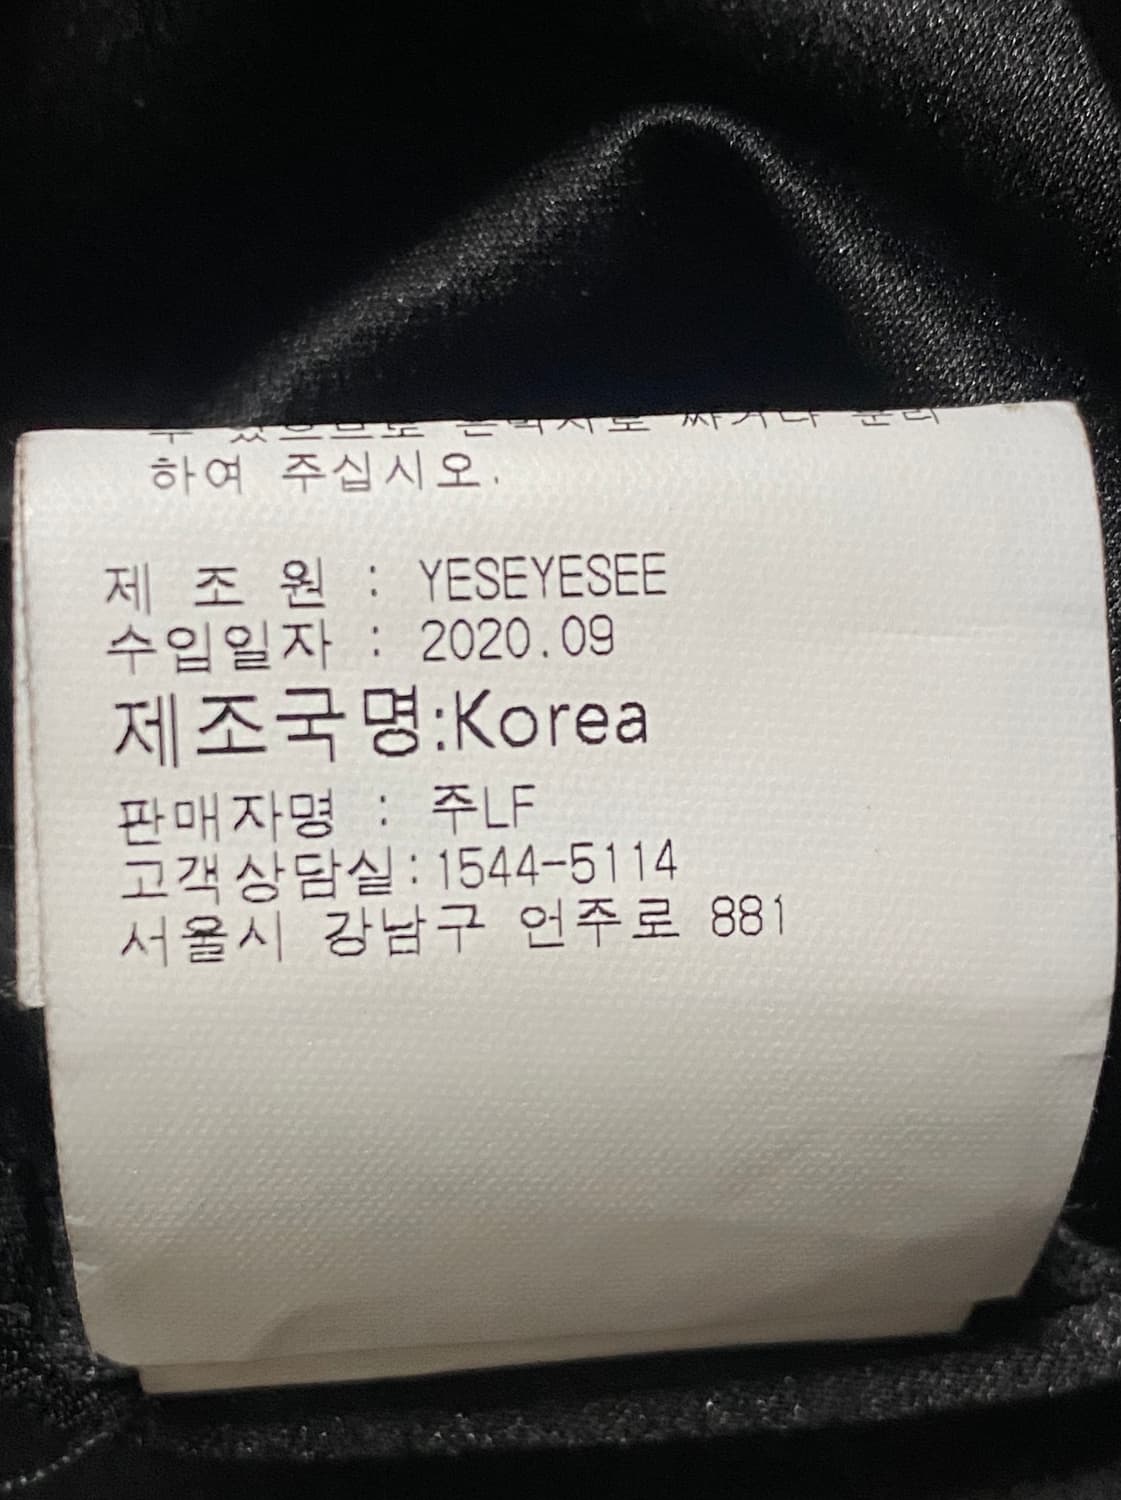 하여 주십시오.
제 조 원 : YESEYESEE
수입일자 : 2020.09
제조국명:Korea
판매자명 : 주LF
고객상담실:1544-5114
서울시 강남구 언주로 881